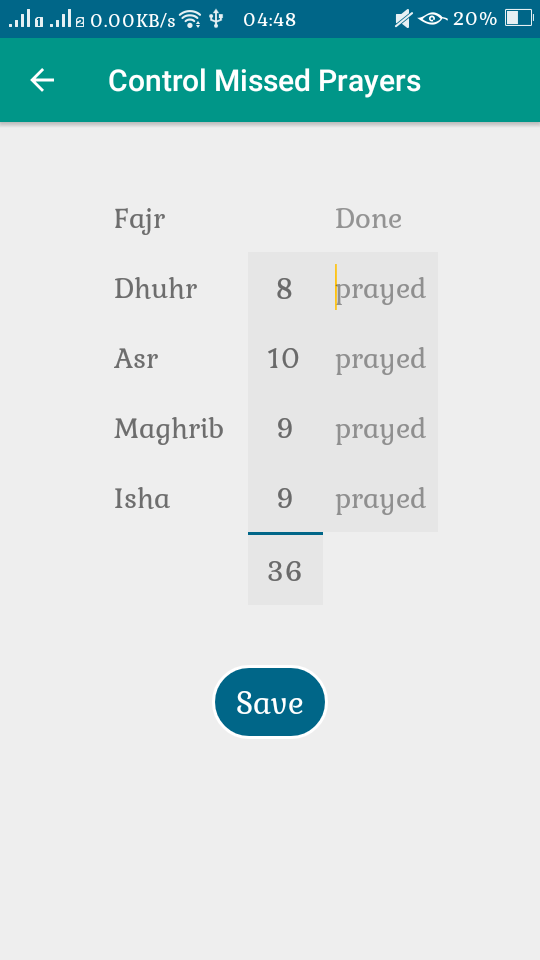 0.00KB/s 04:48 20%
Control Missed Prayers
Fajr Done
Dhuhr 8 prayed
Asr 10 prayed
Maghrib 9 prayed
Isha 9 prayed
36
Save